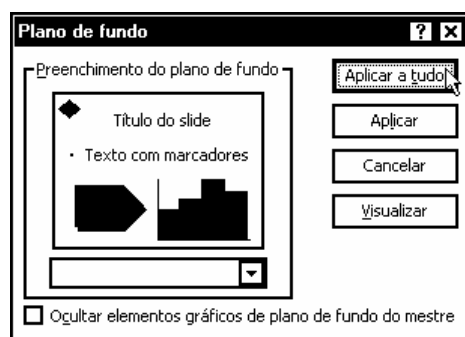 Plano de fundo
Preenchimento do plano de fundo
Título do slide
• Texto com marcadores
Aplicar a tudo
Aplicar
Cancelar
Visualizar
Ocultar elementos gráficos de plano de fundo do mestre